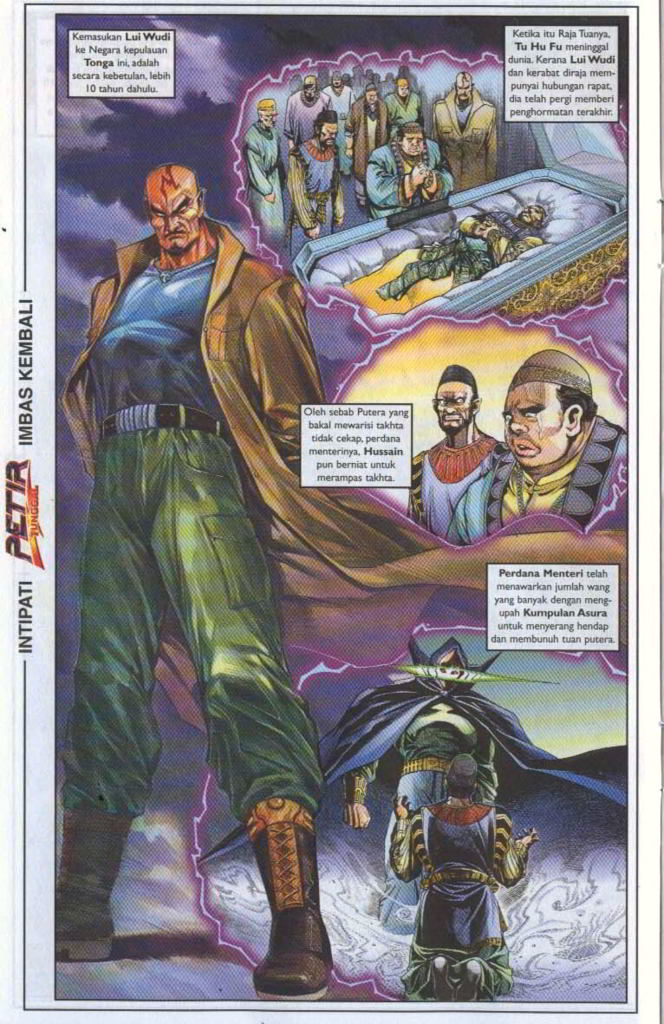 Kemasukan Lui Wudi
ke Negara kepulauan
Tonga ini, adalah
secara kebetulan, lebih
10 tahun dahulu.
Ketika itu Raja Tuanya,
Tu Hu Fu meninggal
dunia. Kerana Lui Wudi
dan kerabat diraja mem-
punyai hubungan rapat,
dia telah pergi memberi
penghormatan terakhir.
Oleh sebab Putera yang
bakal mewarisi takhta
tidak cekap, perdana
menterinya, Hussain
pun berniat untuk
merampas takhta.
Perdana Menteri telah
menawarkan jumlah wang
yang banyak dengan meng-
upah Kumpulan Asura
untuk menyerang hendap
dan membunuh tuan putera.
INTIPATI PETIR TUNGGAL IMBAS KEMBALI